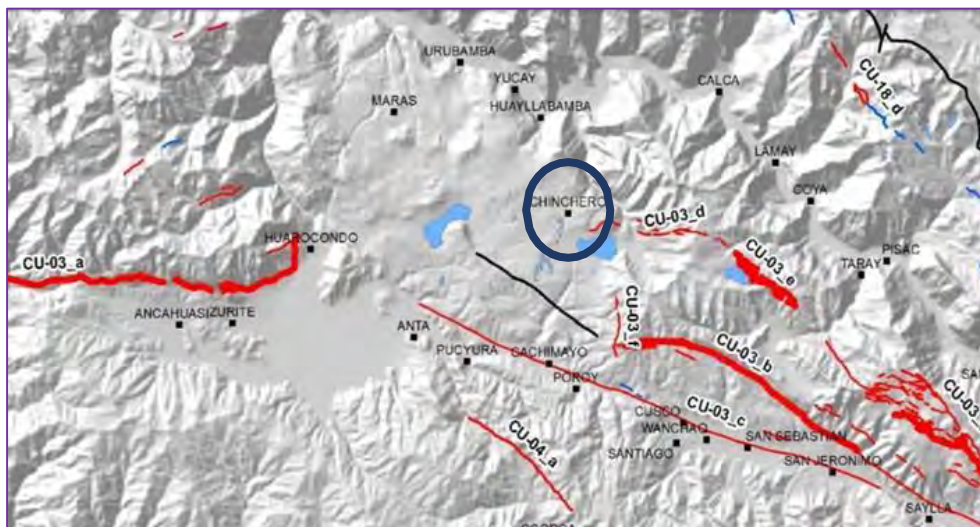 URUBAMBA
YUCAY
HUAYLLABAMBA
MARAS
CALCA
CU-18_d
LAMAY
COYA
CHINCHERO
CU-03_d
HUAROCONDO
CU-03_a
PISAC
TARAY
CU-03_e
ANCAHUASI
ZURITE
CU-03_f
ANTA
PUCYURA
CACHIMAYO
CU-03_b
POROY
CU-03_c
CUSCO
WANCHAQ
SANTIAGO
SAN SEBASTIAN
SAN JERONIMO
CU-04_a
CU-03
SAYLLA